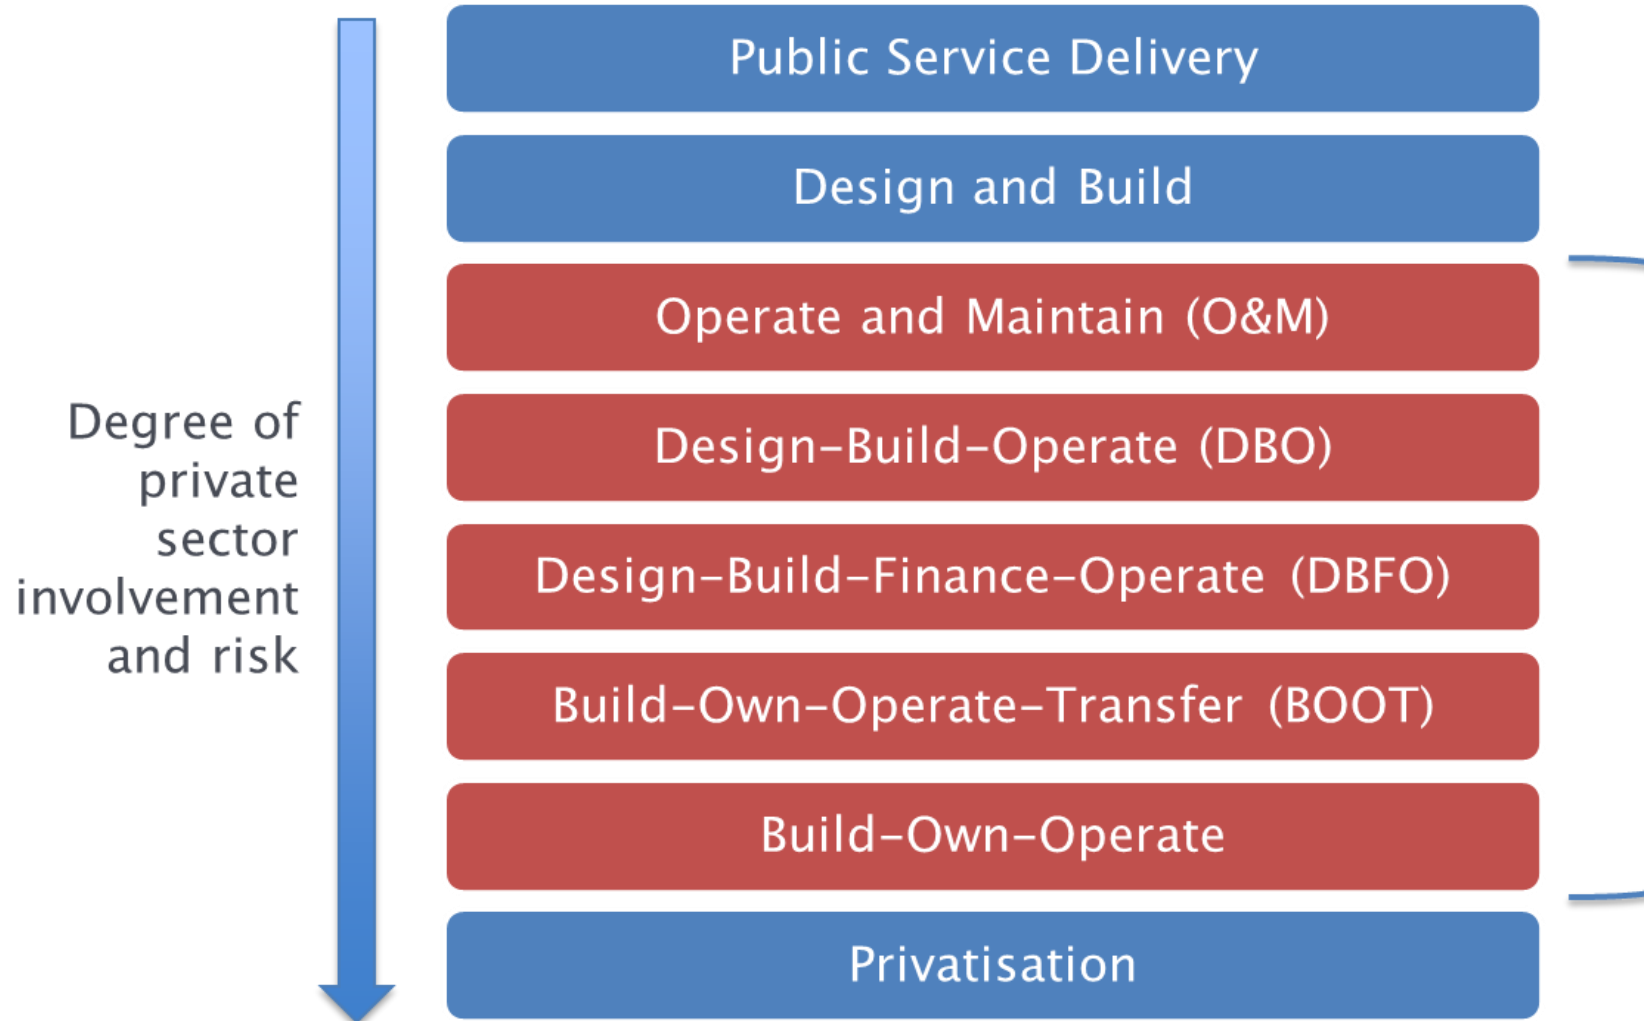 Public Service Delivery
Design and Build
Operate and Maintain (O&M)
Design-Build-Operate (DBO)
Design-Build-Finance-Operate (DBFO)
Build-Own-Operate-Transfer (BOOT)
Build-Own-Operate
Privatisation
Degree of
private
sector
involvement
and risk